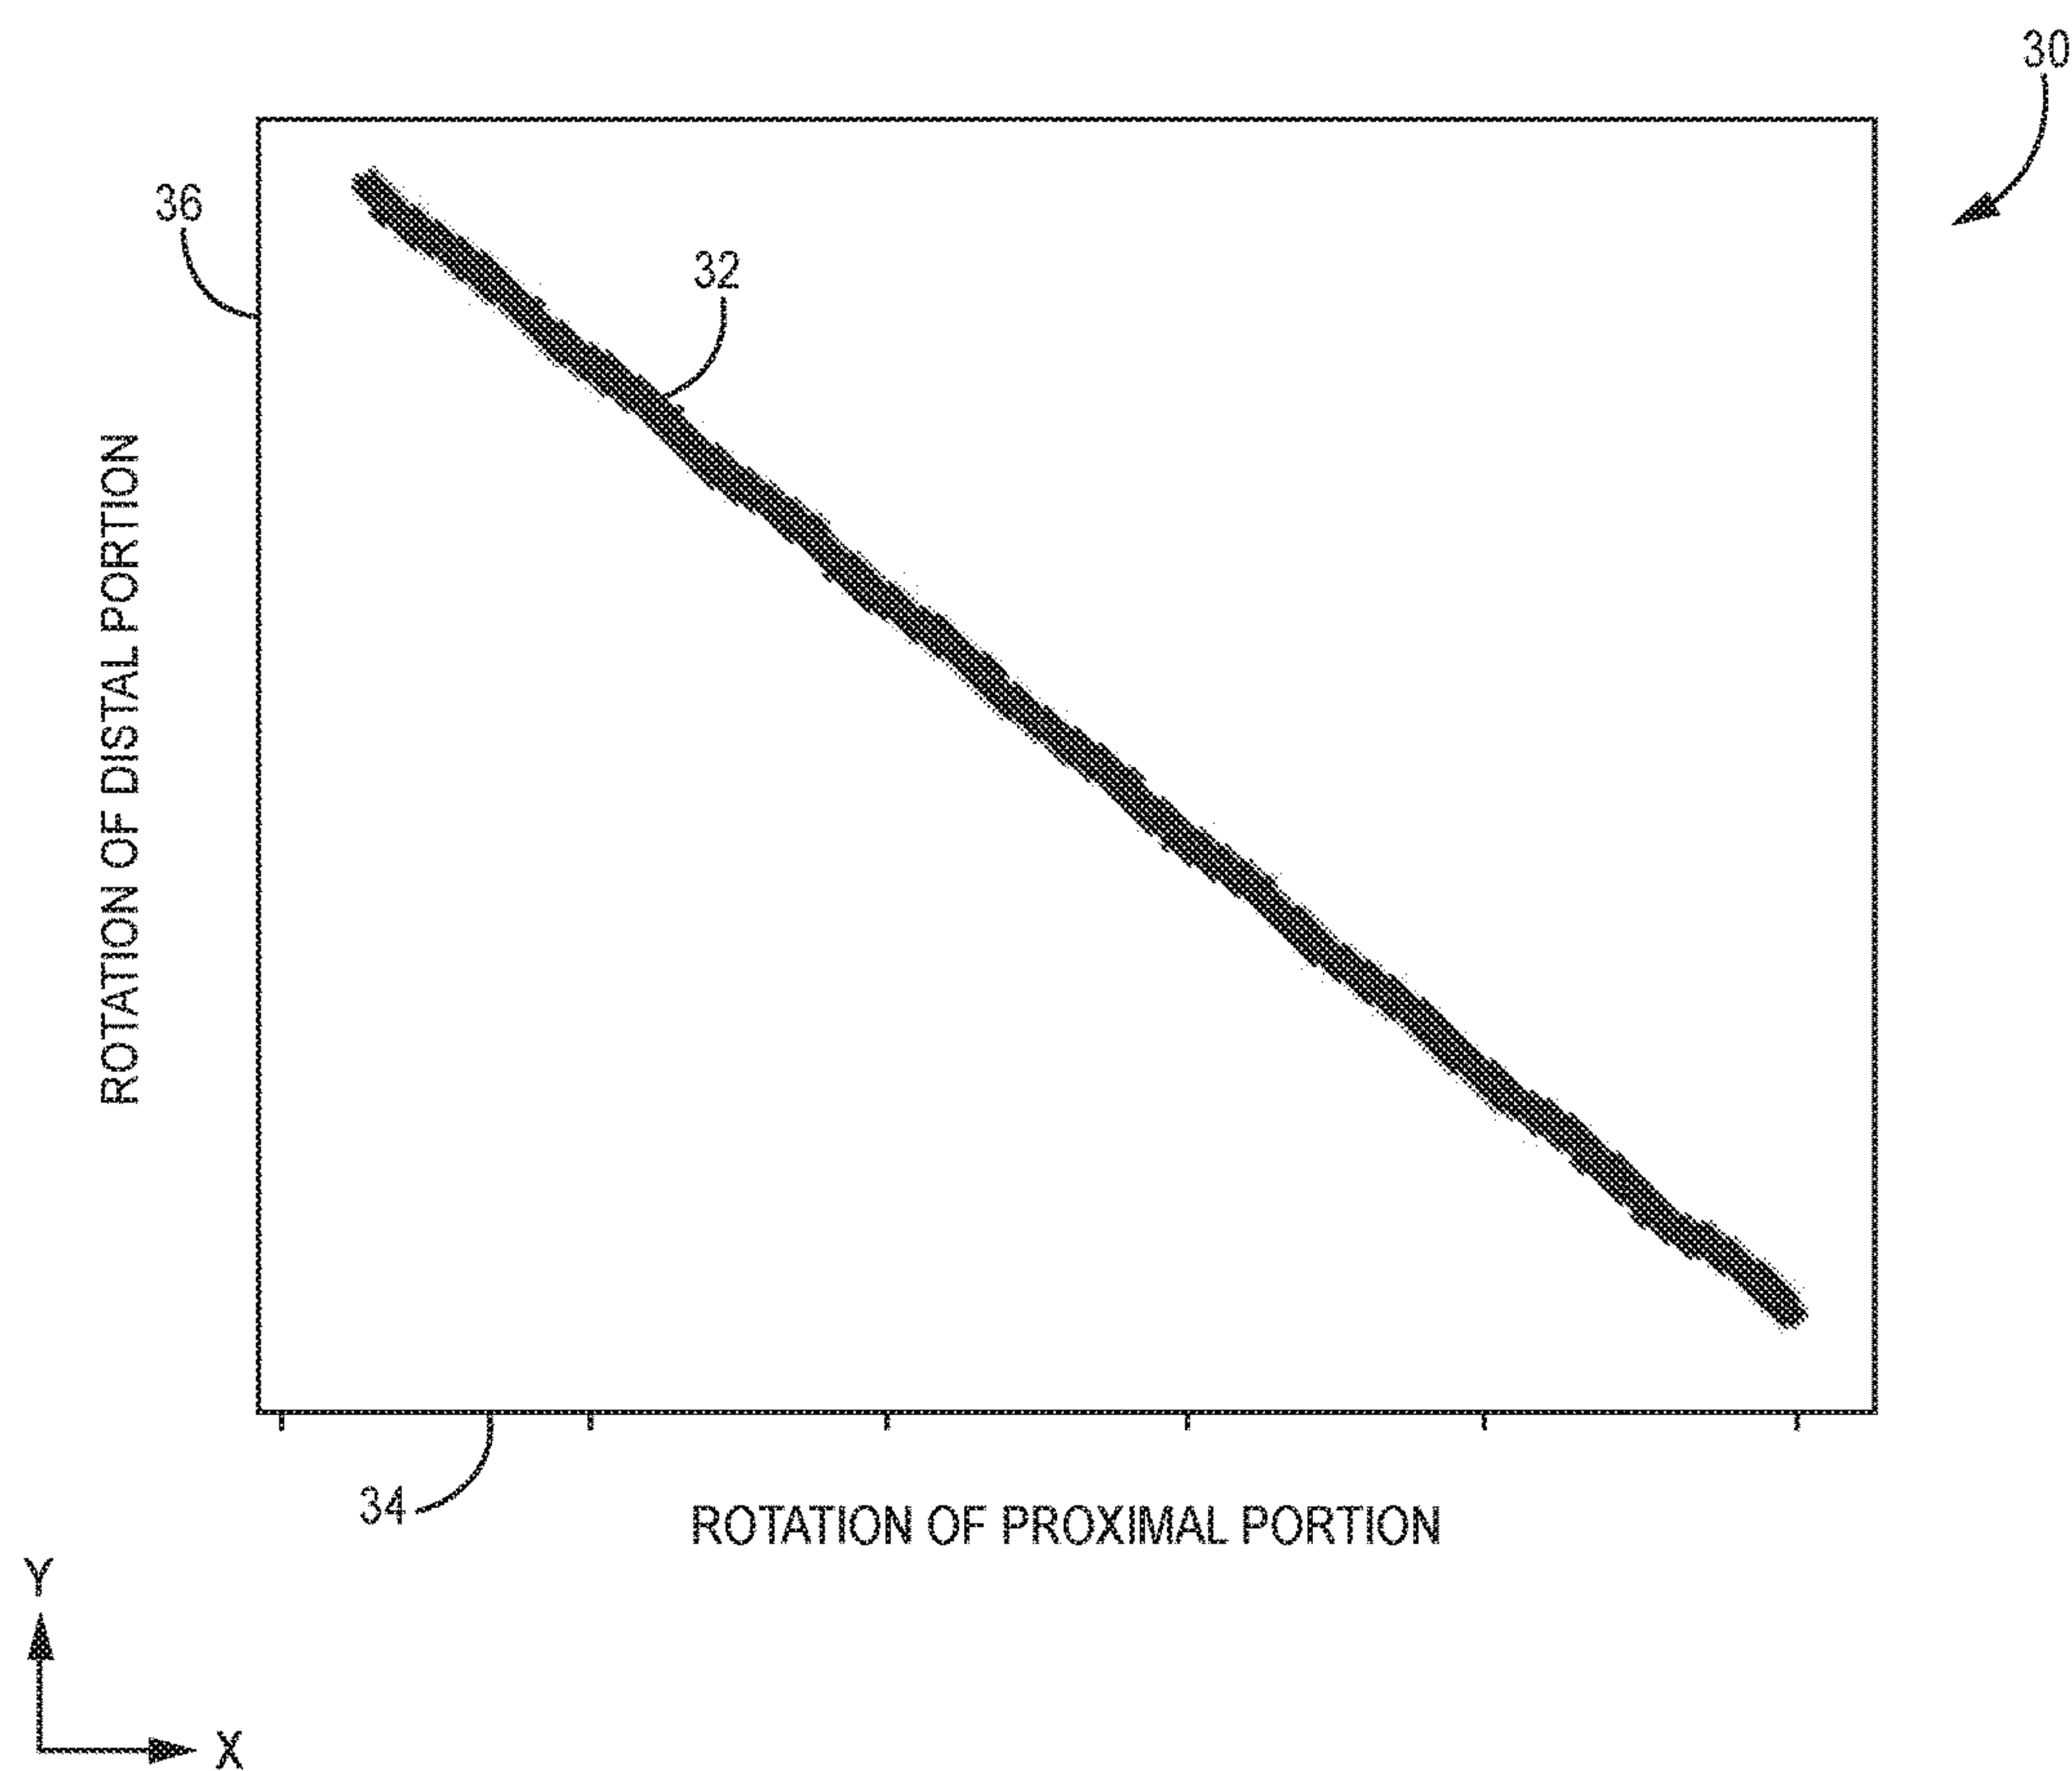 30
36
32
ROTATION OF DISTAL PORTION
34
ROTATION OF PROXIMAL PORTION
Y
X